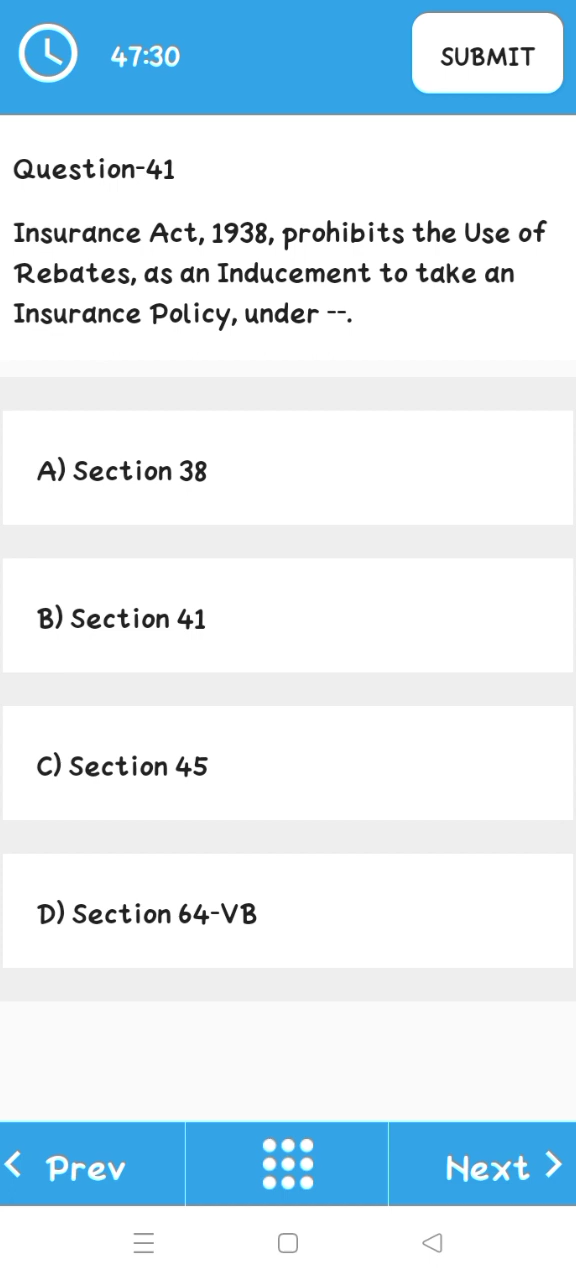 47:30
SUBMIT
Question-41
Insurance Act, 1938, prohibits the Use of
Rebates, as an Inducement to take an
Insurance Policy, under --.
A) Section 38
B) Section 41
C) Section 45
D) Section 64-VB
Prev
Next